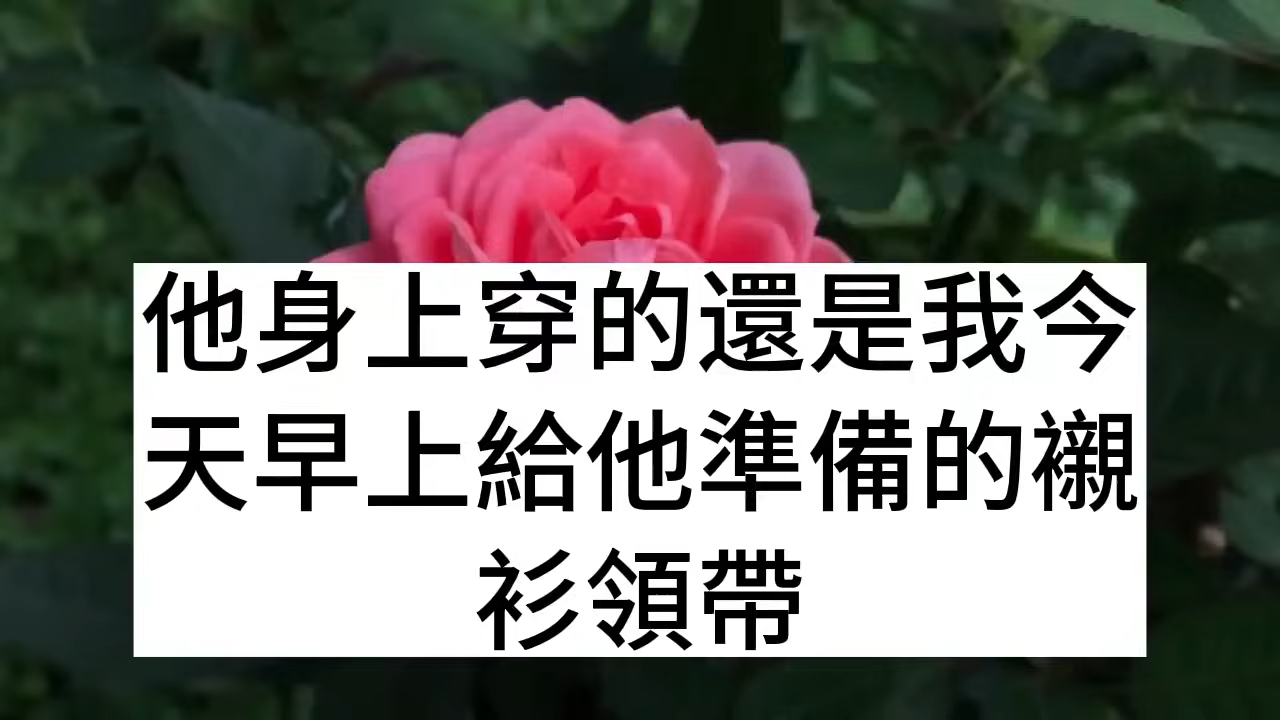 他身上穿的還是我今
天早上給他準備的襯
衫領帶